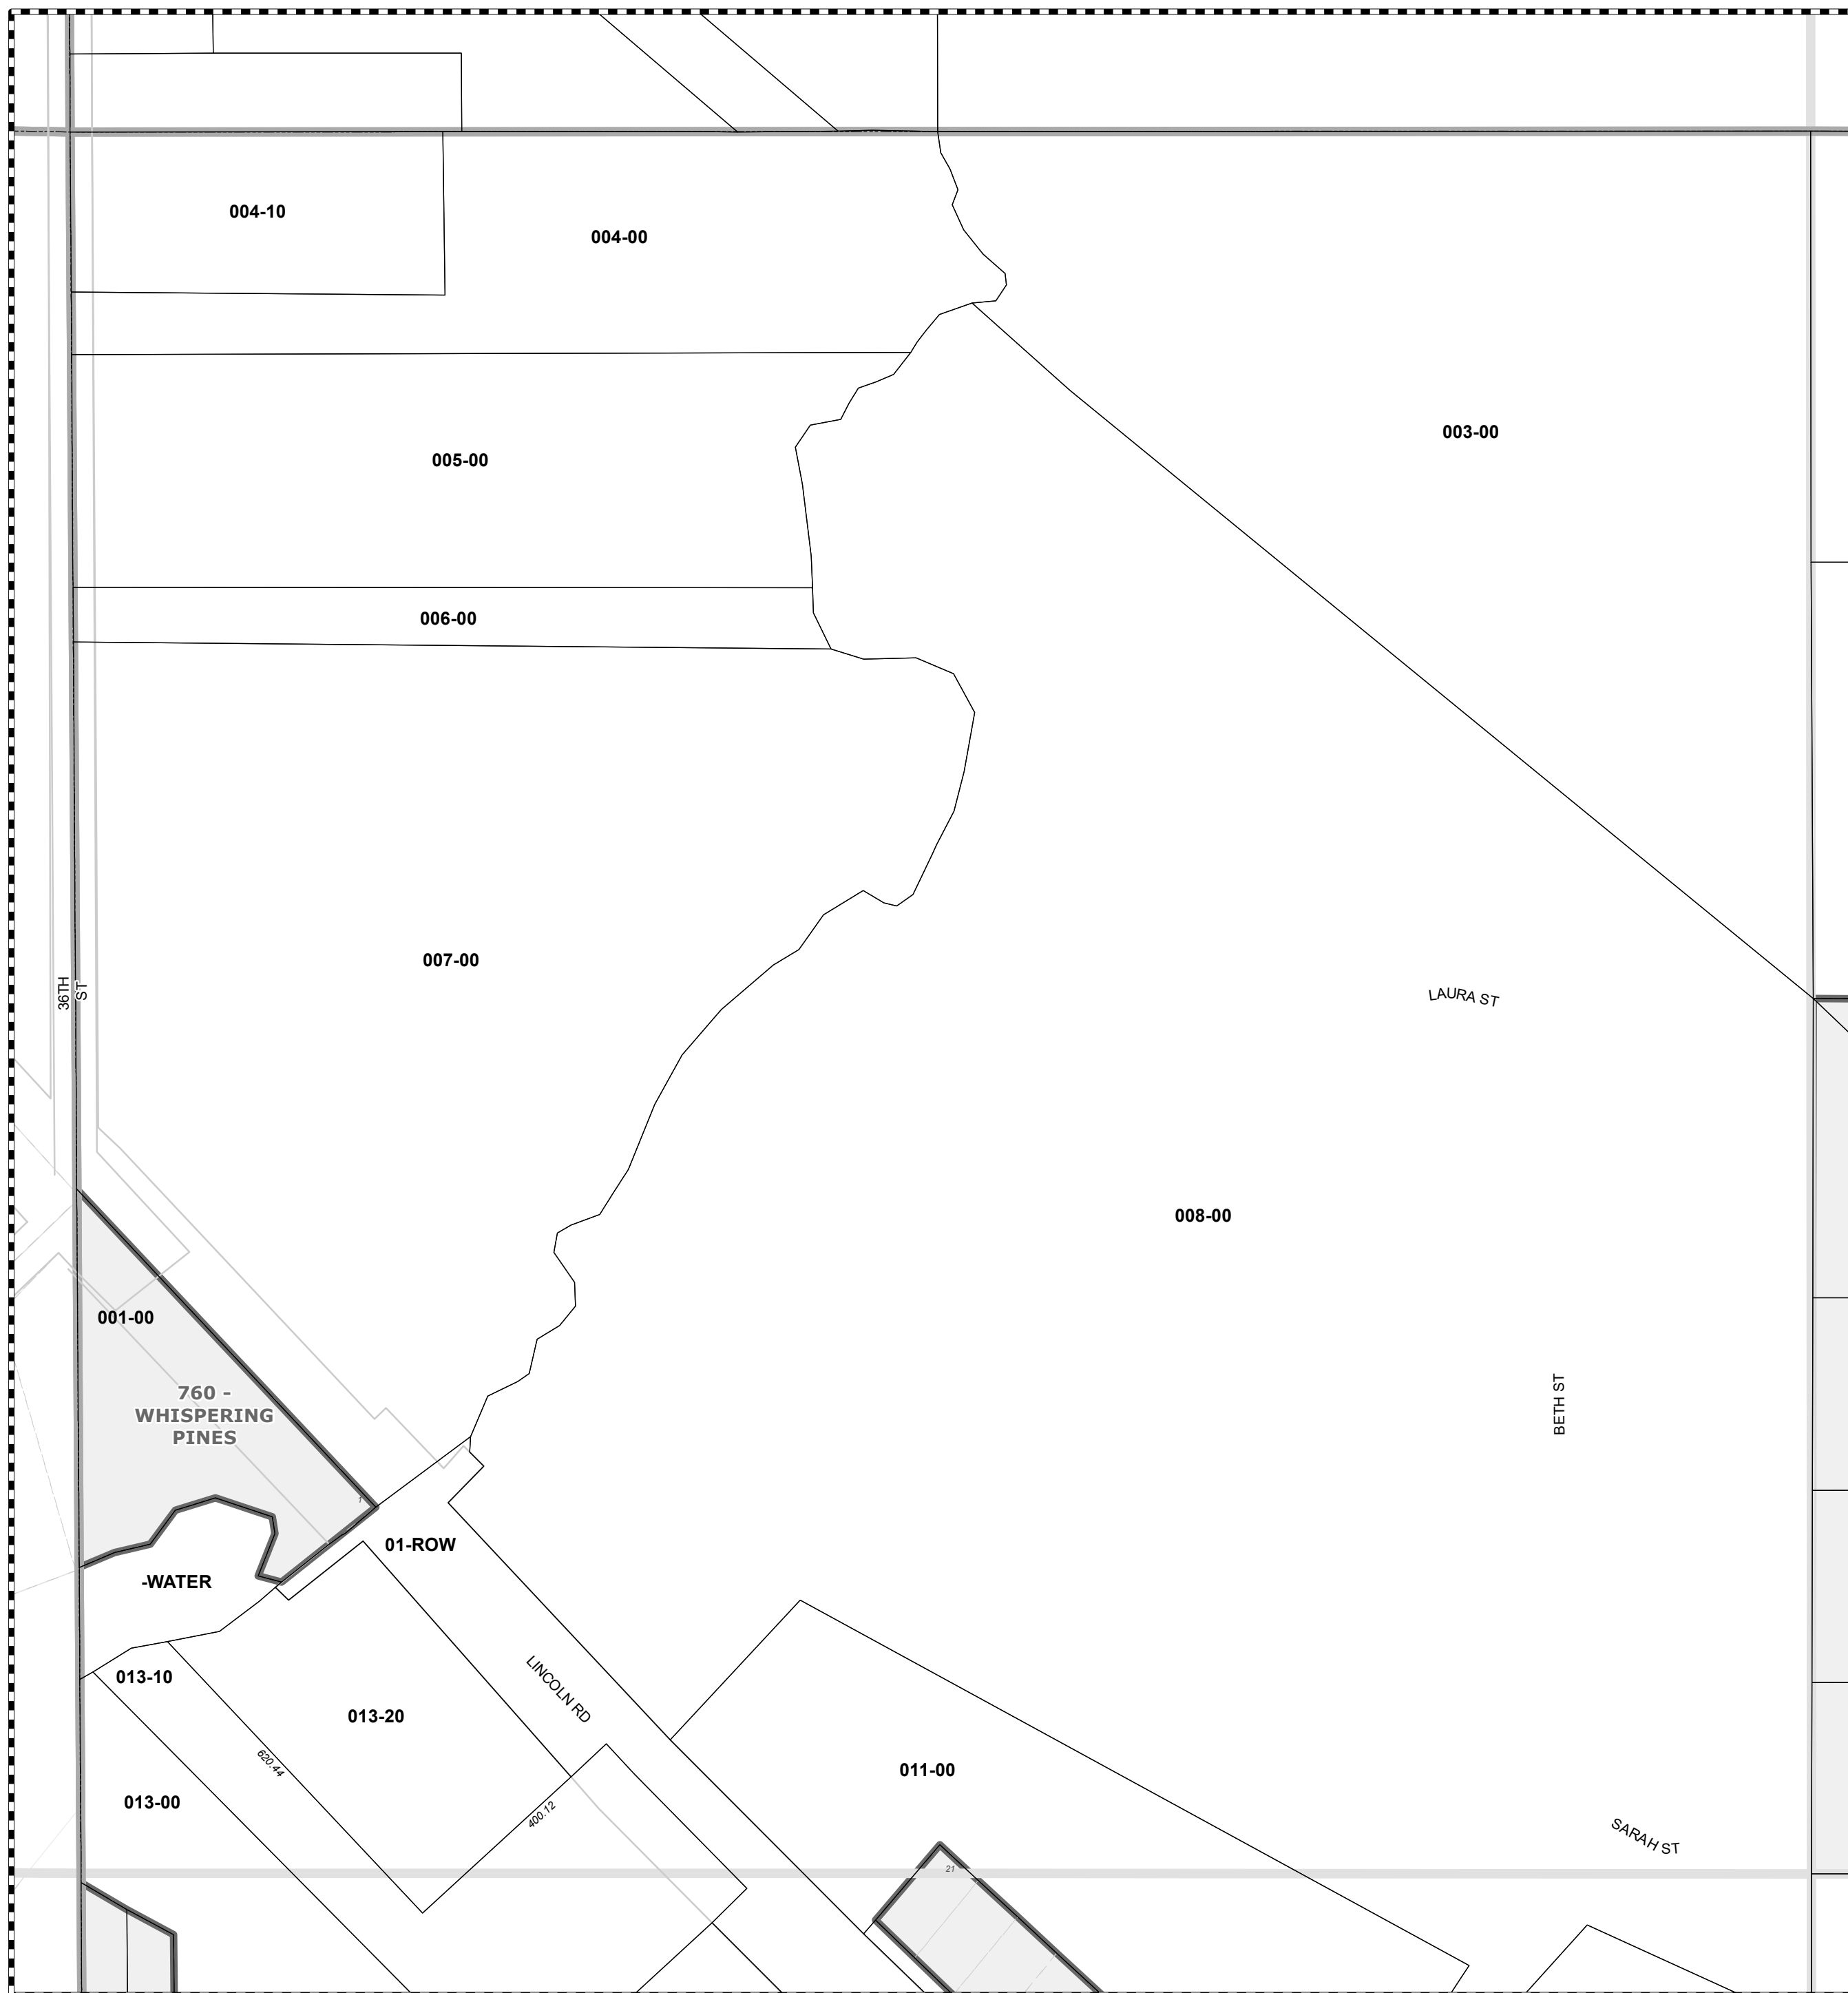 004-10
004-00
003-00
005-00
006-00
007-00
36TH
ST
LAURA ST
008-00
001-00
760 -
WHISPERING
PINES
BETH ST
1
01-ROW
-WATER
013-10
LINCOLN RD
013-20
620.44
011-00
013-00
400.12
SARAH ST
21